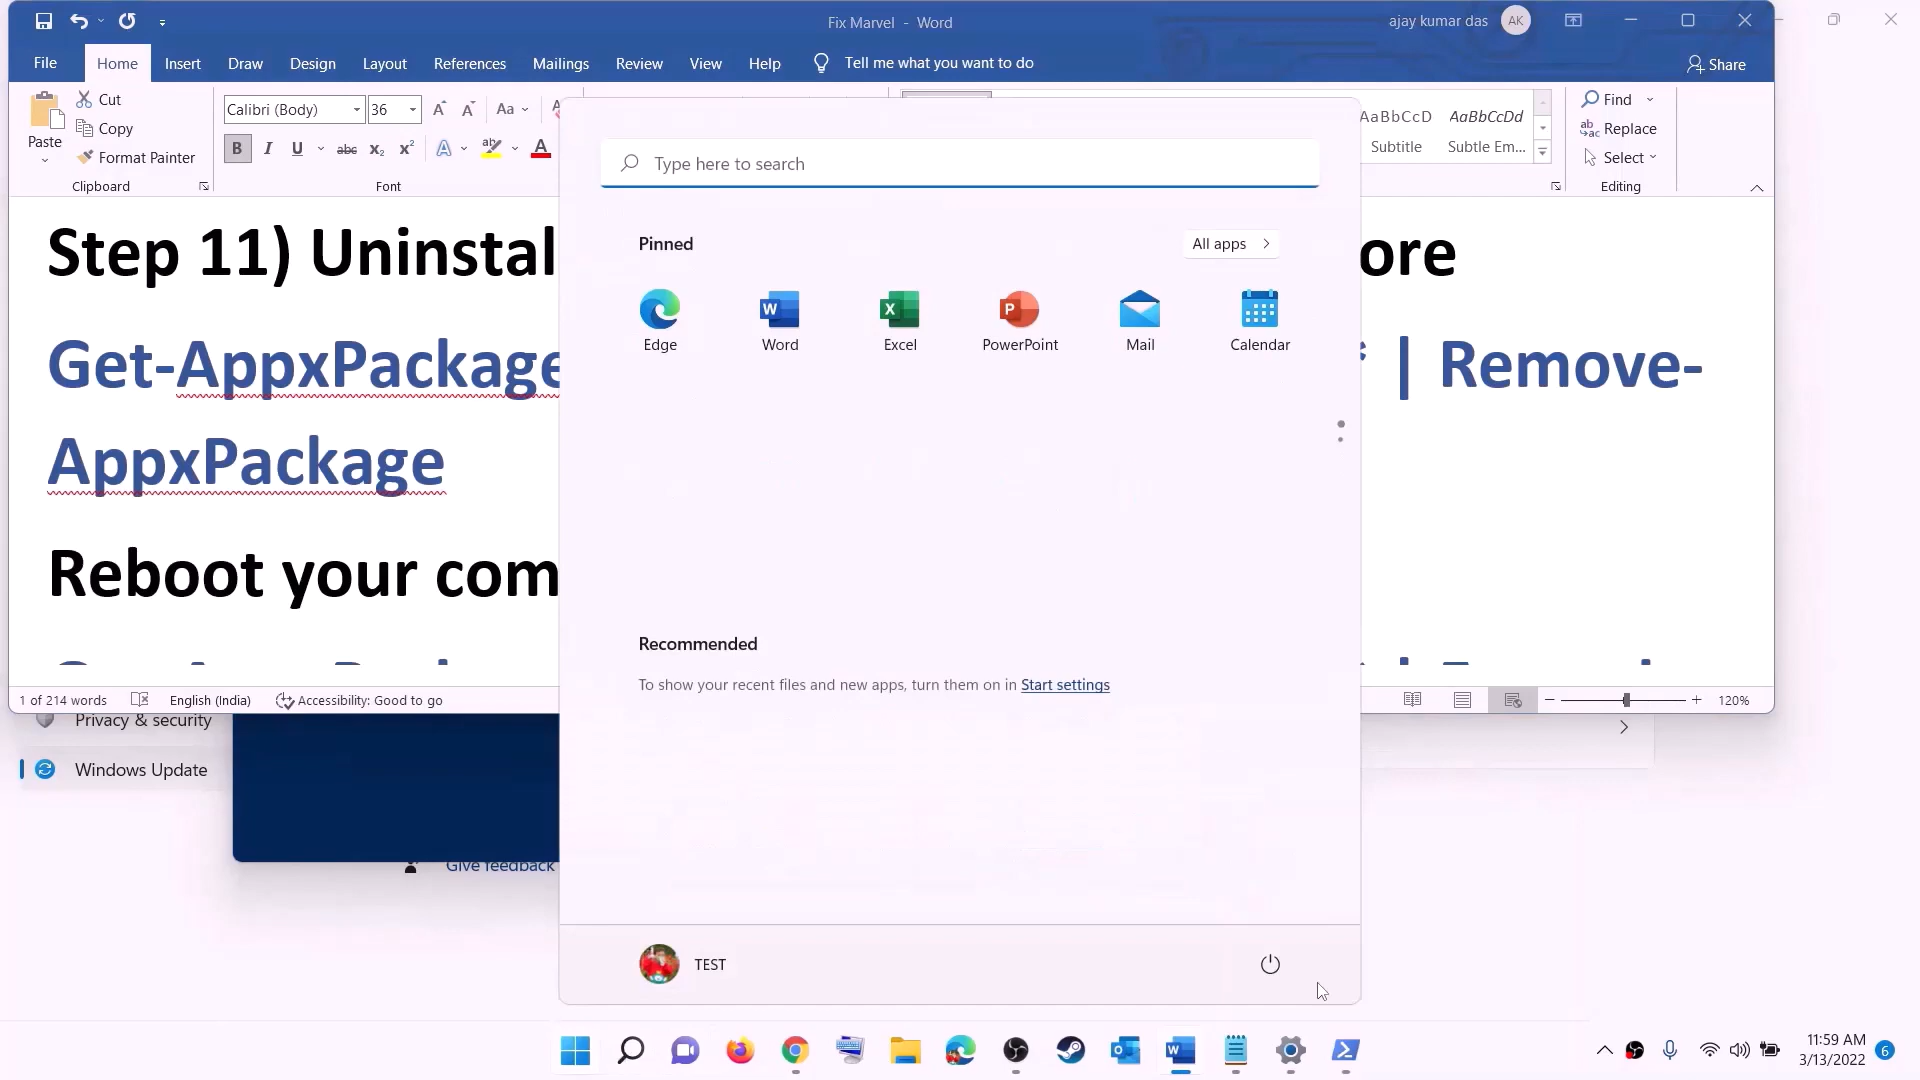 Fix Marvel - Word
ajay kumar das
AK
File
Home
Insert
Draw
Design
Layout
References
Mailings
Review
View
Help
Tell me what you want to do
Share
Paste
Cut
Copy
Format Painter
Clipboard
Calibri (Body)
36
Aa
B I U abc x₂ x²
A
ab
A
Font
AaBbCcD
Subtitle
AaBbCcDd
Subtle Em...
Find
Replace
Select
Editing
Step 11) Uninstal
ore
Get-AppxPackage
* | Remove-
AppxPackage
Reboot your com
Type here to search
Pinned
All apps
Edge
Word
Excel
PowerPoint
Mail
Calendar
Recommended
To show your recent files and new apps, turn them on in Start settings
TEST
1 of 214 words
English (India)
Accessibility: Good to go
120%
Privacy & security
Windows Update
Give feedback
11:59 AM
3/13/2022
6